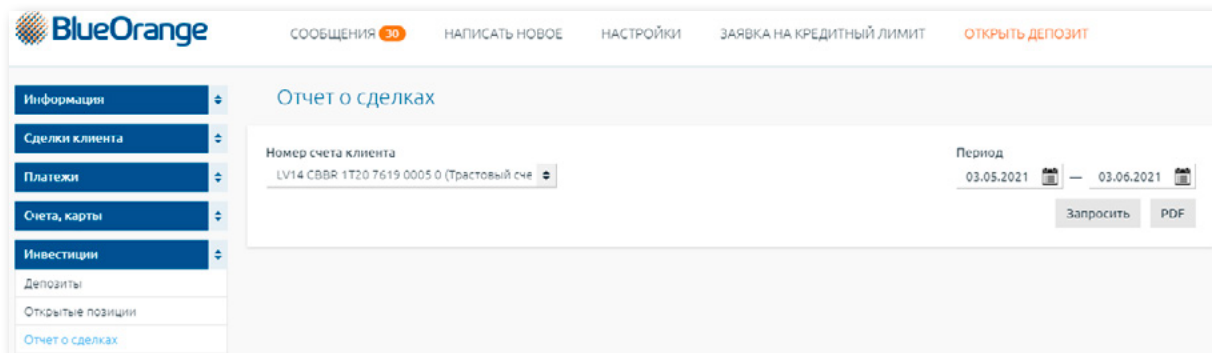 BlueOrange
СООБЩЕНИЯ 30 НАПИСАТЬ НОВОЕ НАСТРОЙКИ ЗАЯВКА НА КРЕДИТНЫЙ ЛИМИТ ОТКРЫТЬ ДЕПОЗИТ
Информация
Сделки клиента
Платежи
Счета, карты
Инвестиции
Депозиты
Открытые позиции
Отчет о сделках
Отчет о сделках
Номер счета клиента
LV14 CBBR 1T20 7619 0005 0 (Трастовый сче
Период
03.05.2021 — 03.06.2021
Запросить PDF